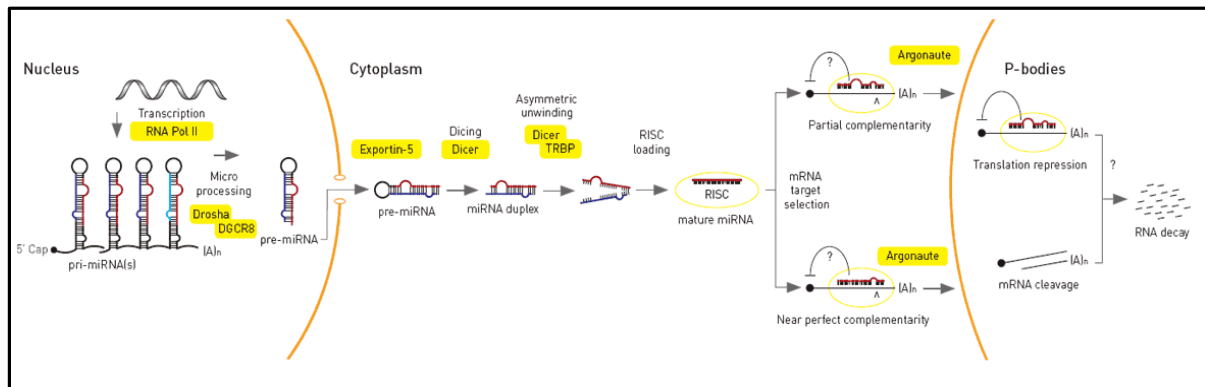 Nucleus
Transcription
RNA Pol II
Micro
processing
Drosha
DGCR8
5' Cap
(A)n
pri-miRNA(s)
pre-miRNA
Cytoplasm
Exportin-5
pre-miRNA
Dicing
Dicer
miRNA duplex
Asymmetric
unwinding
Dicer
TRBP
RISC
loading
RISC
mature miRNA
mRNA
target
selection
?
Argonaute
(A)n
Partial complementarity
?
Argonaute
(A)n
Near perfect complementarity
P-bodies
(A)n
Translation repression
?
(A)n
mRNA cleavage
RNA decay